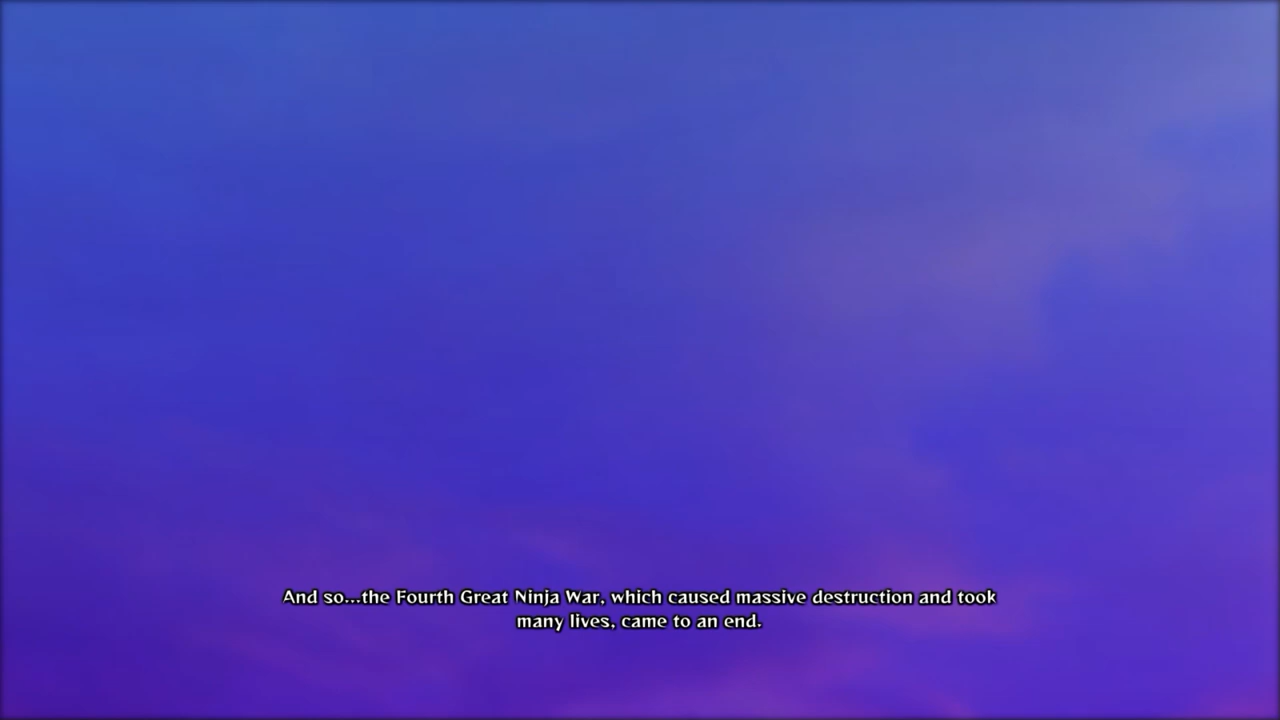 And so...the Fourth Great Ninja War, which caused massive destruction and took
many lives, came to an end.